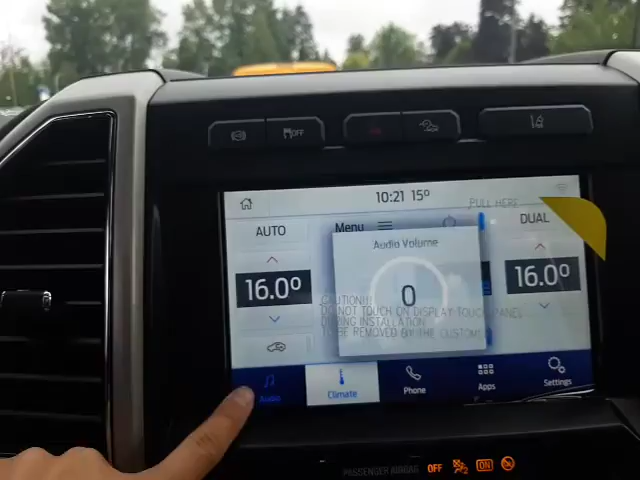 OFF
10:21 15°
PULL HERE
AUTO
Menu
DUAL
Audio Volume
0
16.0°
16.0°
CAUTION!!!
DO NOT TOUCH ON DISPLAY TOUCH PANEL
DURING INSTALLATION
TO BE REMOVED BY THE CUSTOMER
Audio
Climate
Phone
Apps
Settings
PASSENGER AIRBAG OFF ON